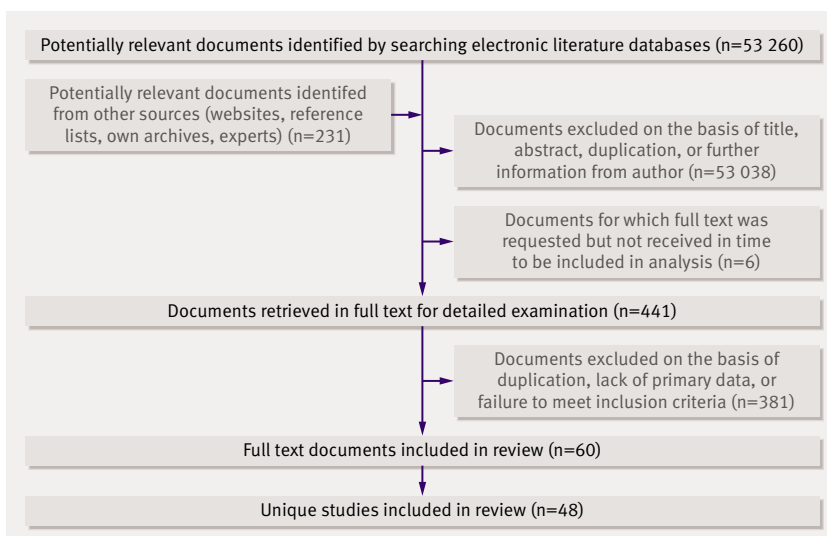 Potentially relevant documents identified by searching electronic literature databases (n=53 260)
Potentially relevant documents identifed
from other sources (websites, reference
lists, own archives, experts) (n=231)
Documents excluded on the basis of title,
abstract, duplication, or further
information from author (n=53 038)
Documents for which full text was
requested but not received in time
to be included in analysis (n=6)
Documents retrieved in full text for detailed examination (n=441)
Documents excluded on the basis of
duplication, lack of primary data, or
failure to meet inclusion criteria (n=381)
Full text documents included in review (n=60)
Unique studies included in review (n=48)